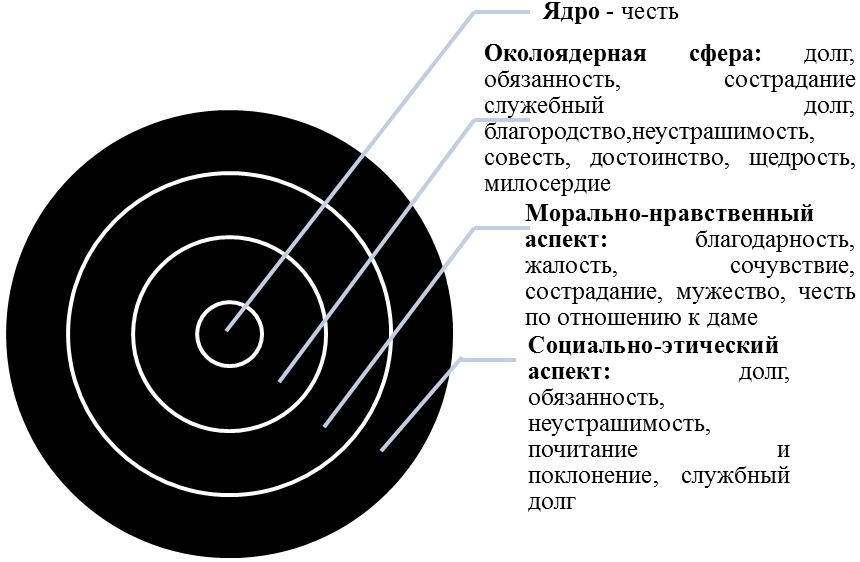 Ядро - честь
Околоядерная сфера: долг,
обязанность, сострадание
служебный долг,
благородство,неустрашимость,
совесть, достоинство, щедрость,
милосердие
Морально-нравственный
аспект: благодарность,
жалость, сочувствие,
сострадание, мужество, честь
по отношению к даме
Социально-этический
аспект: долг,
обязанность,
неустрашимость,
почитание и
поклонение, службный
долг